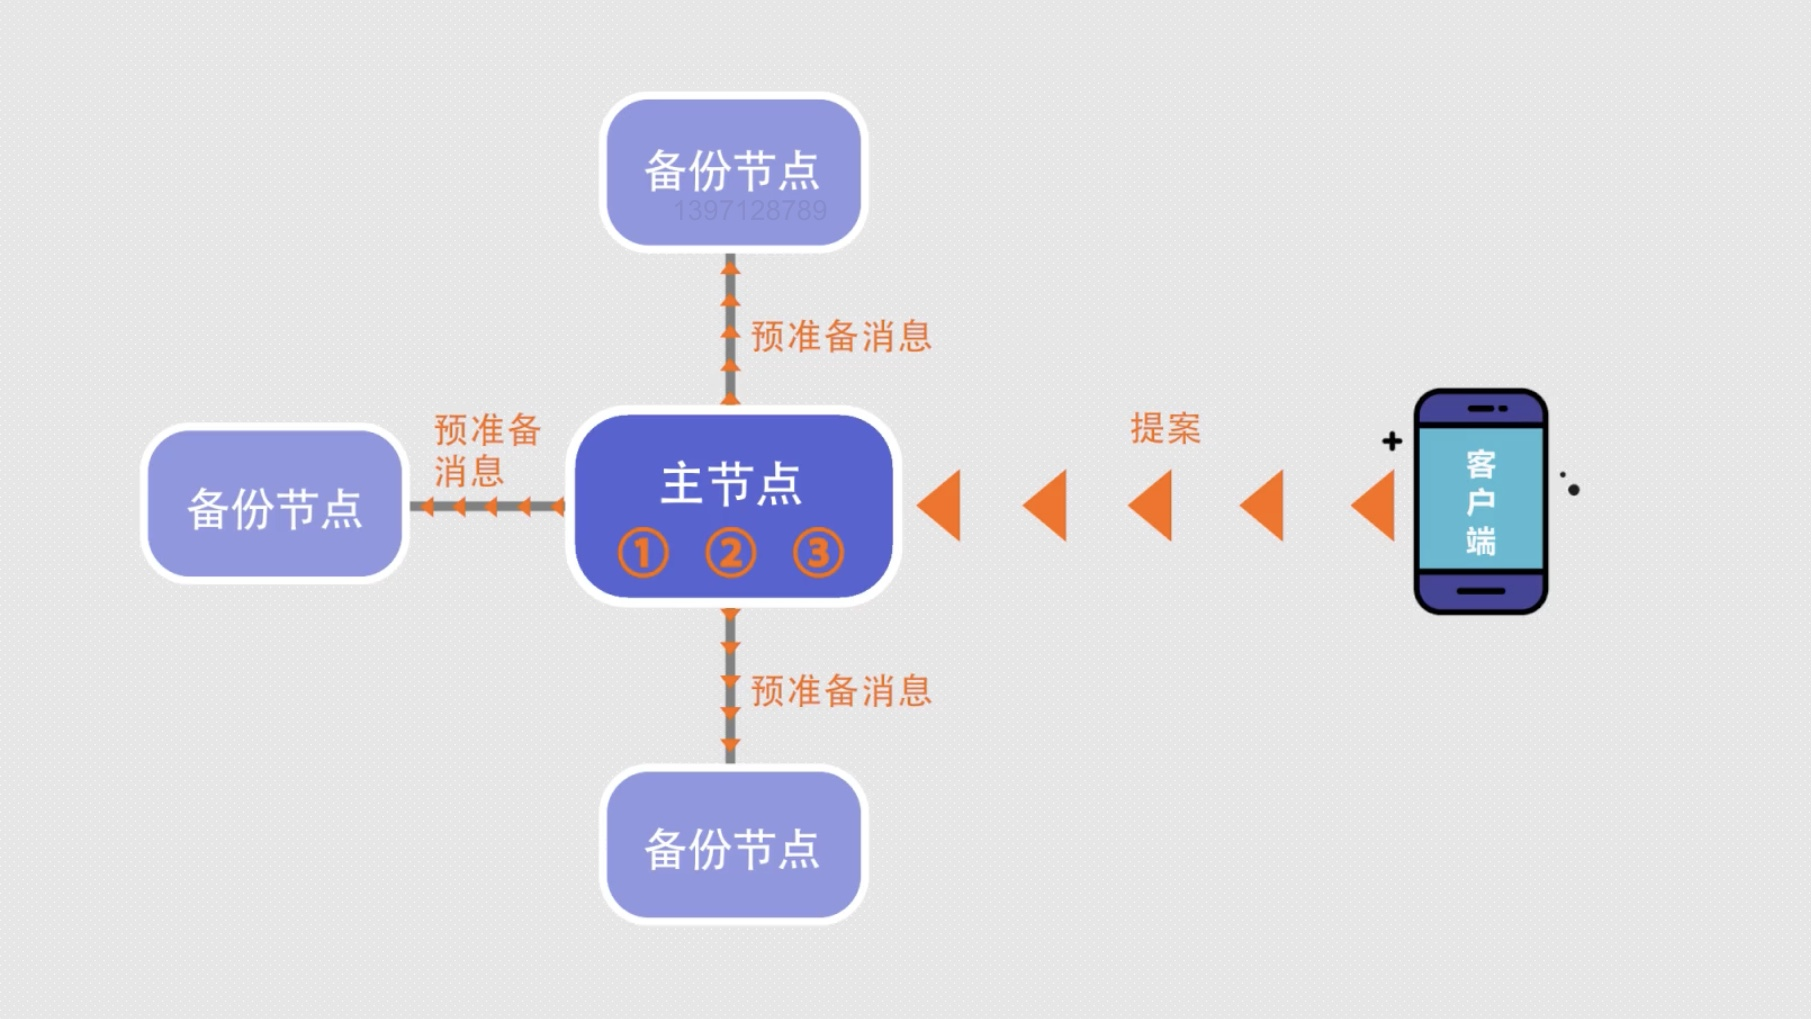 备份节点
1397128789
预准备消息
预准备
消息
提案
备份节点
主节点
① ② ③
客
户
端
预准备消息
备份节点